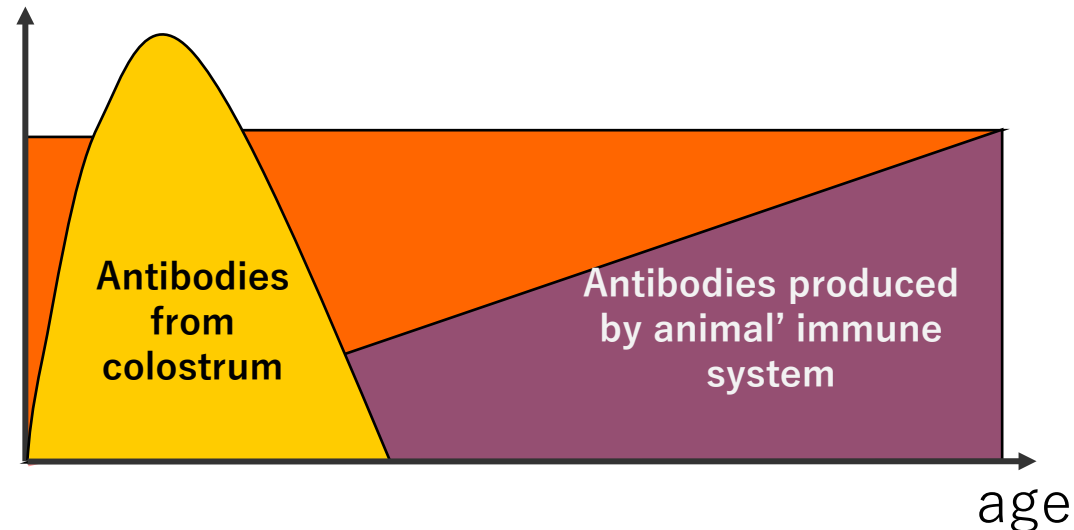 Antibodies
from
colostrum
Antibodies produced
by animal’ immune
system
age